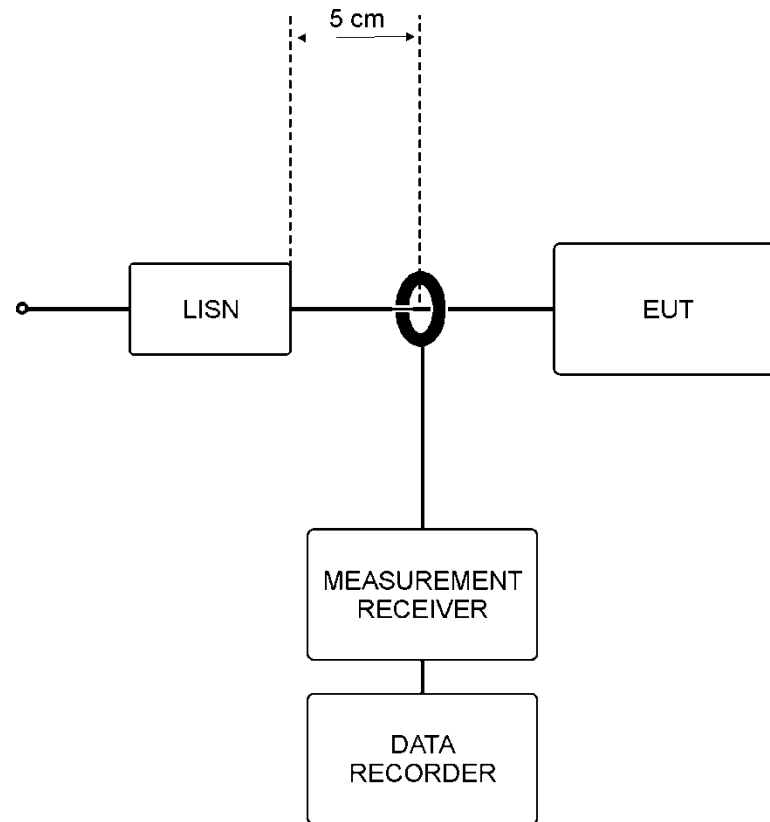 5 cm
LISN
EUT
MEASUREMENT
RECEIVER
DATA
RECORDER